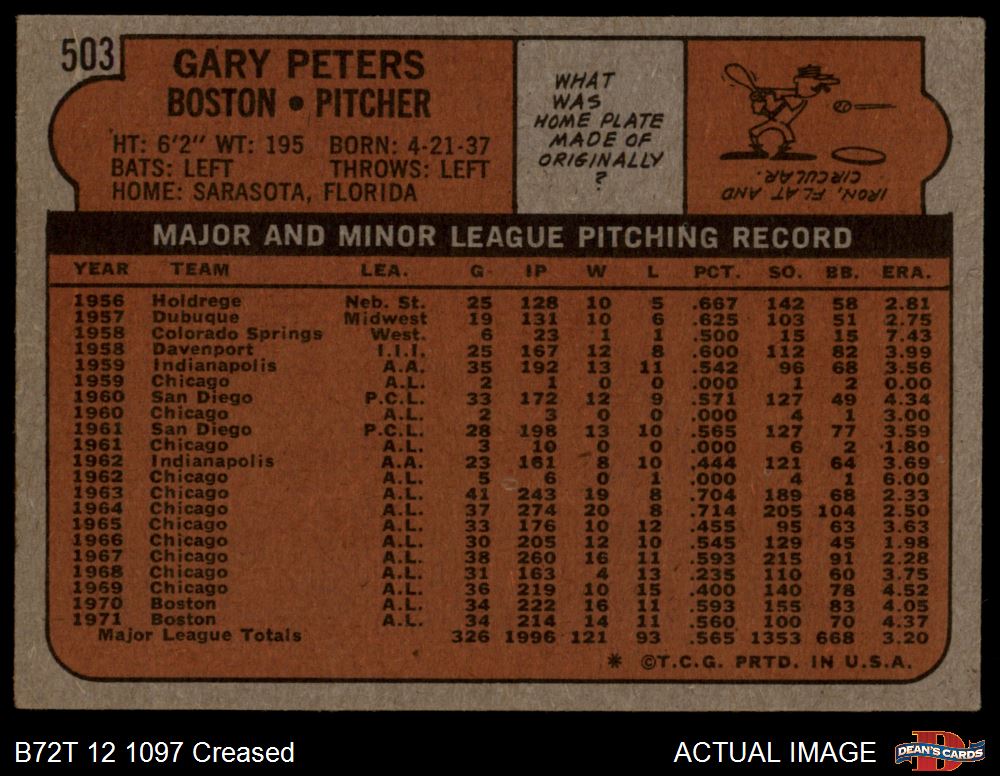 503
GARY PETERS
BOSTON • PITCHER
HT: 6'2" WT: 195 BORN: 4-21-37
BATS: LEFT THROWS: LEFT
HOME: SARASOTA, FLORIDA
WHAT
WAS
HOME PLATE
MADE OF
ORIGINALLY
?
IRON, FLAT AND
CIRCULAR.
MAJOR AND MINOR LEAGUE PITCHING RECORD
YEAR TEAM LEA. G IP W L PCT. SO. BB. ERA.
1956 Holdrege Neb. St. 25 128 10 5 .667 142 58 2.81
1957 Dubuque Midwest 19 131 10 6 .625 103 51 2.75
1958 Colorado Springs West. 6 23 1 1 .500 15 15 7.43
1958 Davenport I.I.I. 25 167 12 8 .600 112 82 3.99
1959 Indianapolis A.A. 35 192 13 11 .542 96 68 3.56
1959 Chicago A.L. 2 1 0 0 .000 1 2 0.00
1960 San Diego P.C.L. 33 172 12 9 .571 127 49 4.34
1960 Chicago A.L. 2 3 0 0 .000 4 1 3.00
1961 San Diego P.C.L. 28 198 13 10 .565 127 77 3.59
1961 Chicago A.L. 3 10 0 0 .000 6 2 1.80
1962 Indianapolis A.A. 23 161 8 10 .444 121 64 3.69
1962 Chicago A.L. 5 6 0 1 .000 4 1 6.00
1963 Chicago A.L. 41 243 19 8 .704 189 68 2.33
1964 Chicago A.L. 37 274 20 8 .714 205 104 2.50
1965 Chicago A.L. 33 176 10 12 .455 95 63 3.63
1966 Chicago A.L. 30 205 12 10 .545 129 45 1.98
1967 Chicago A.L. 38 260 16 11 .593 215 91 2.28
1968 Chicago A.L. 31 163 4 13 .235 110 60 3.75
1969 Chicago A.L. 36 219 10 15 .400 140 78 4.52
1970 Boston A.L. 34 222 16 11 .593 155 83 4.05
1971 Boston A.L. 34 214 14 11 .560 100 70 4.37
Major League Totals 326 1996 121 93 .565 1353 668 3.20
* ©T.C.G. PRTD. IN U.S.A.
B72T 12 1097 Creased
ACTUAL IMAGE
D
DEAN'S CARDS